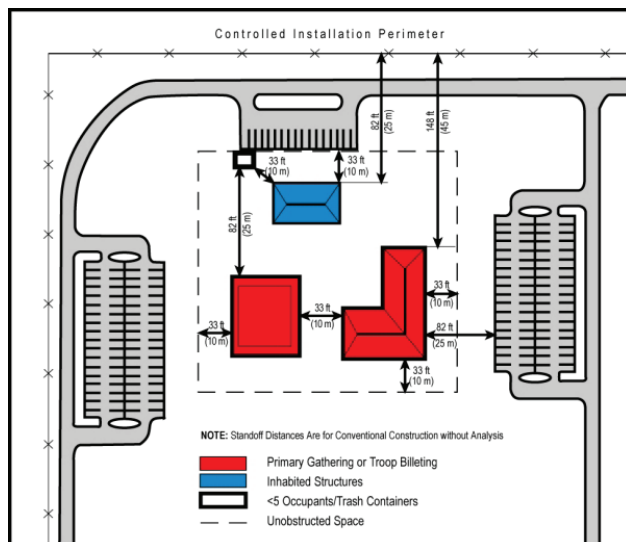 Controlled Installation Perimeter
82 ft
(25 m)
148 ft
(45 m)
33 ft
(10 m)
33 ft
(10 m)
82 ft
(25 m)
33 ft
(10 m)
33 ft
(10 m)
33 ft
(10 m)
82 ft
(25 m)
33 ft
(10 m)
NOTE: Standoff Distances Are for Conventional Construction without Analysis
Primary Gathering or Troop Billeting
Inhabited Structures
<5 Occupants/Trash Containers
Unobstructed Space